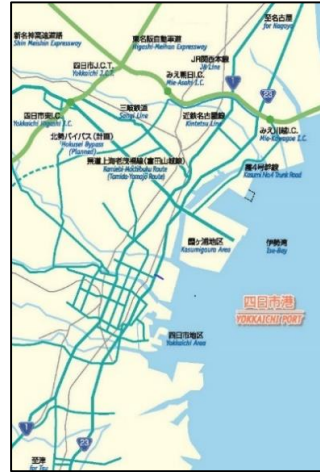 至名古屋
for Nagoya
新名神高速道路
Shin Meishin Expressway
東名阪自動車道
Higashi-Meihan Expressway
JR関西本線
JR Line
四日市J.C.T.
Yokkaichi J.C.T.
みえ朝日I.C.
Mie-Asahi I.C.
1
23
三岐鉄道
Sangi Line
近鉄名古屋線
Kintetsu Line
四日市東I.C.
Yokkaichi Higashi I.C.
みえ川越I.C.
Mie-Kawagoe I.C.
北勢バイパス（計画）
Hokusei Bypass
(Planned)
霞4号幹線
Kasumi No4 Trunk Road
霞ヶ浦地区
Kasumigaura Area
伊勢湾
Ise-Bay
四日市港
YOKKAICHI PORT
四日市地区
Yokkaichi Area
1
23
至津
for Tsu